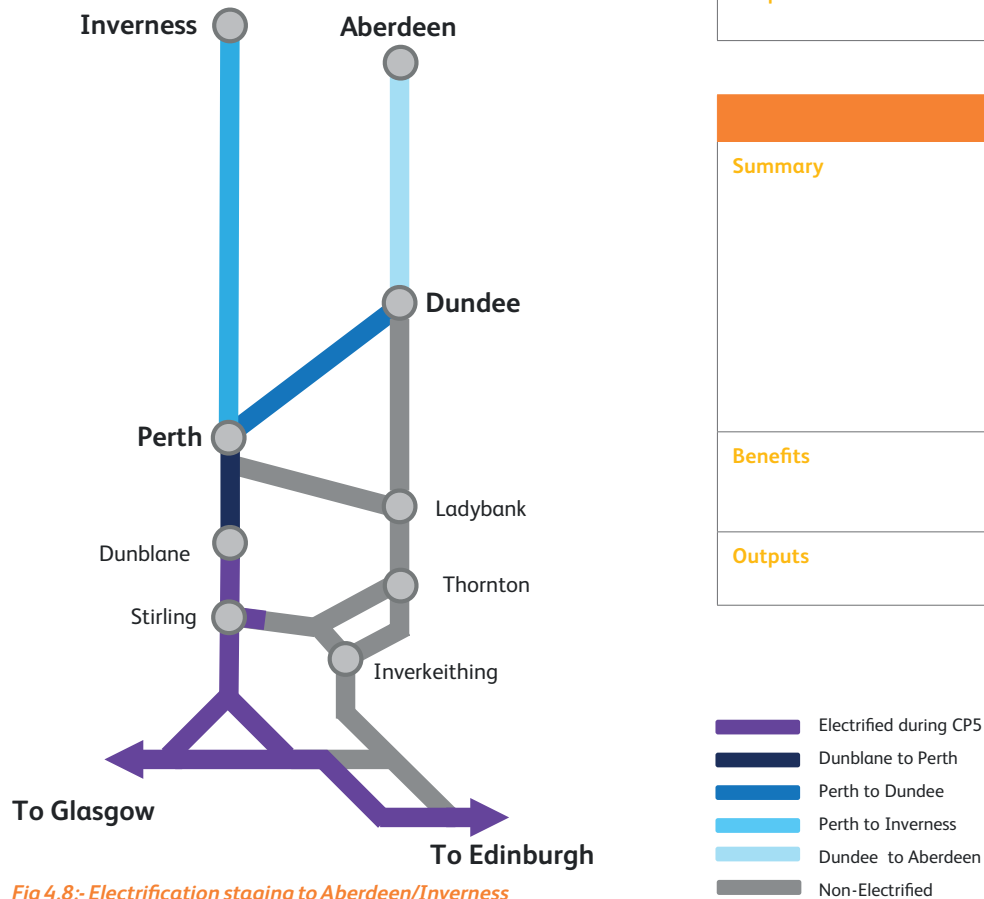 Inverness
Aberdeen
Dundee
Perth
Ladybank
Dunblane
Thornton
Stirling
Inverkeithing
To Glasgow
To Edinburgh
Fig 4.8:- Electrification staging to Aberdeen/Inverness
Summary
Benefits
Outputs
Electrified during CP5
Dunblane to Perth
Perth to Dundee
Perth to Inverness
Dundee to Aberdeen
Non-Electrified